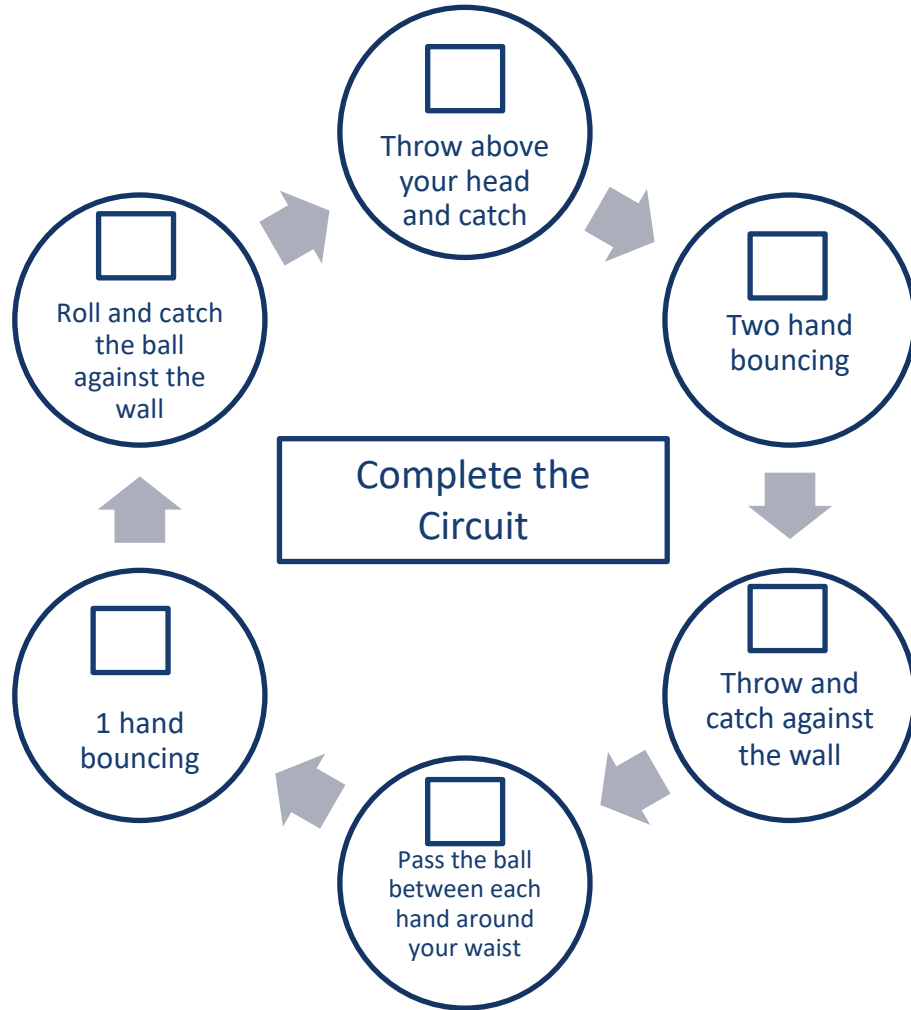 Throw above
your head
and catch
Two hand
bouncing
Throw and
catch against
the wall
Pass the ball
between each
hand around
your waist
1 hand
bouncing
Roll and catch
the ball
against the
wall
Complete the
Circuit